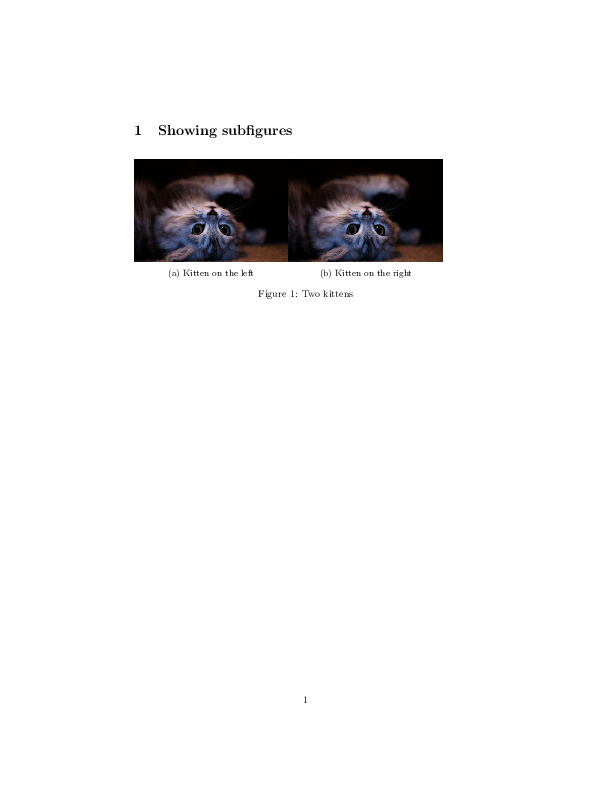 1 Showing subfigures
(a) Kitten on the left
(b) Kitten on the right
Figure 1: Two kittens
1